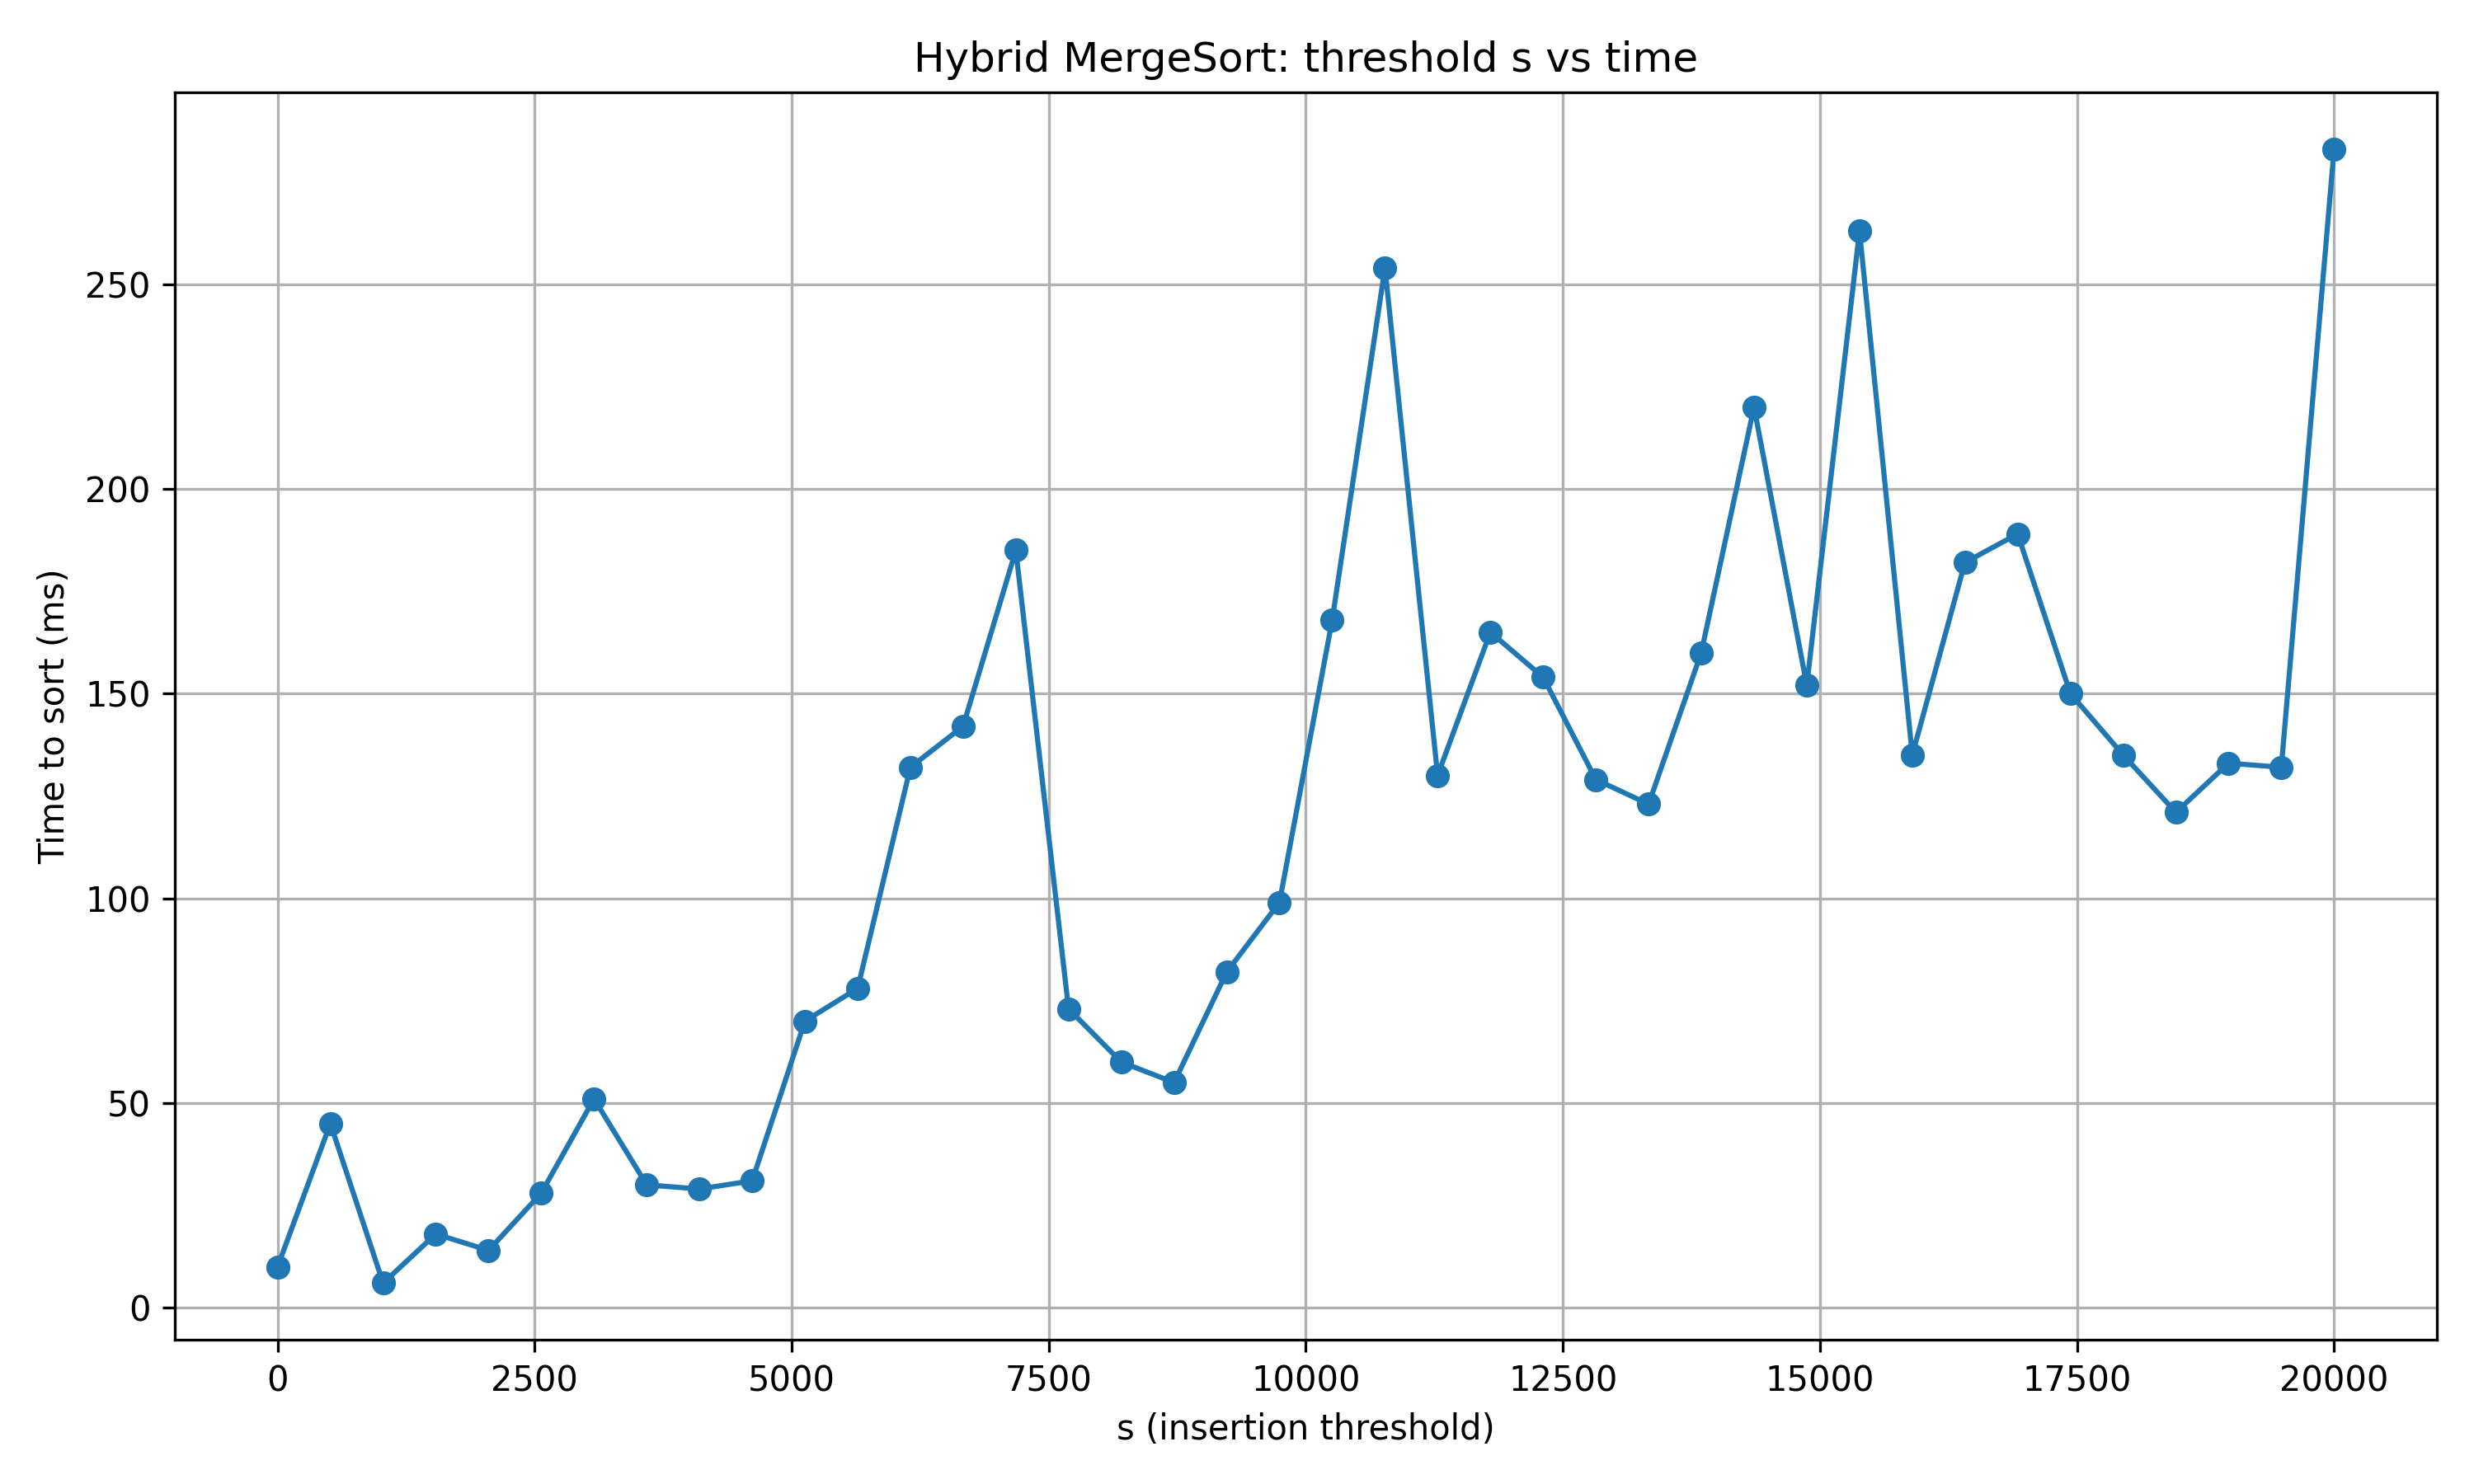 Hybrid MergeSort: threshold s vs time
Time to sort (ms)
250
200
150
100
50
0
0 2500 5000 7500 10000 12500 15000 17500 20000
s (insertion threshold)